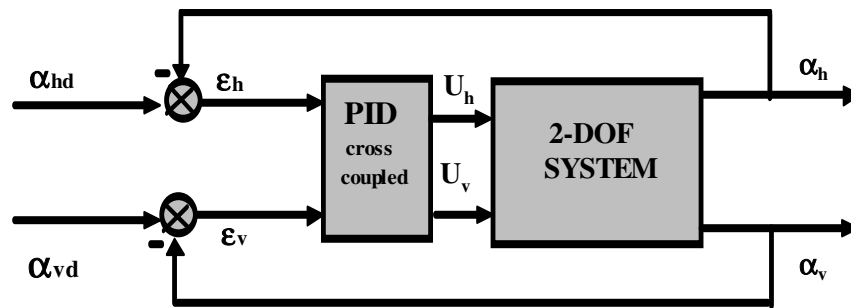 -
αhd
εh
PID
cross
coupled
Uh
Uv
2-DOF
SYSTEM
αh
αvd
-
εv
αv